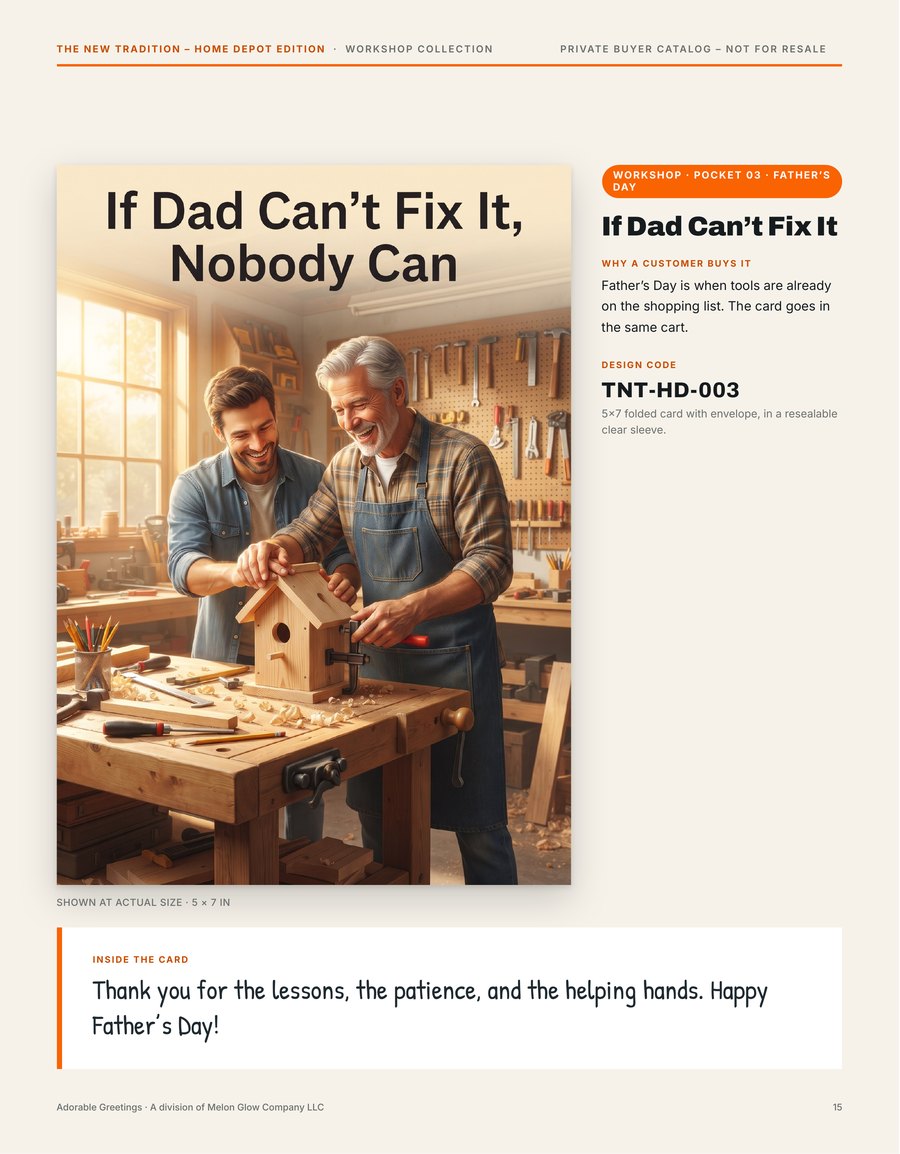 THE NEW TRADITION – HOME DEPOT EDITION · WORKSHOP COLLECTION
PRIVATE BUYER CATALOG – NOT FOR RESALE
If Dad Can’t Fix It,
Nobody Can
WORKSHOP · POCKET 03 · FATHER’S
DAY
If Dad Can’t Fix It
WHY A CUSTOMER BUYS IT
Father’s Day is when tools are already
on the shopping list. The card goes in
the same cart.
DESIGN CODE
TNT-HD-003
5×7 folded card with envelope, in a resealable
clear sleeve.
SHOWN AT ACTUAL SIZE · 5 × 7 IN
INSIDE THE CARD
Thank you for the lessons, the patience, and the helping hands. Happy
Father’s Day!
Adorable Greetings · A division of Melon Glow Company LLC
15